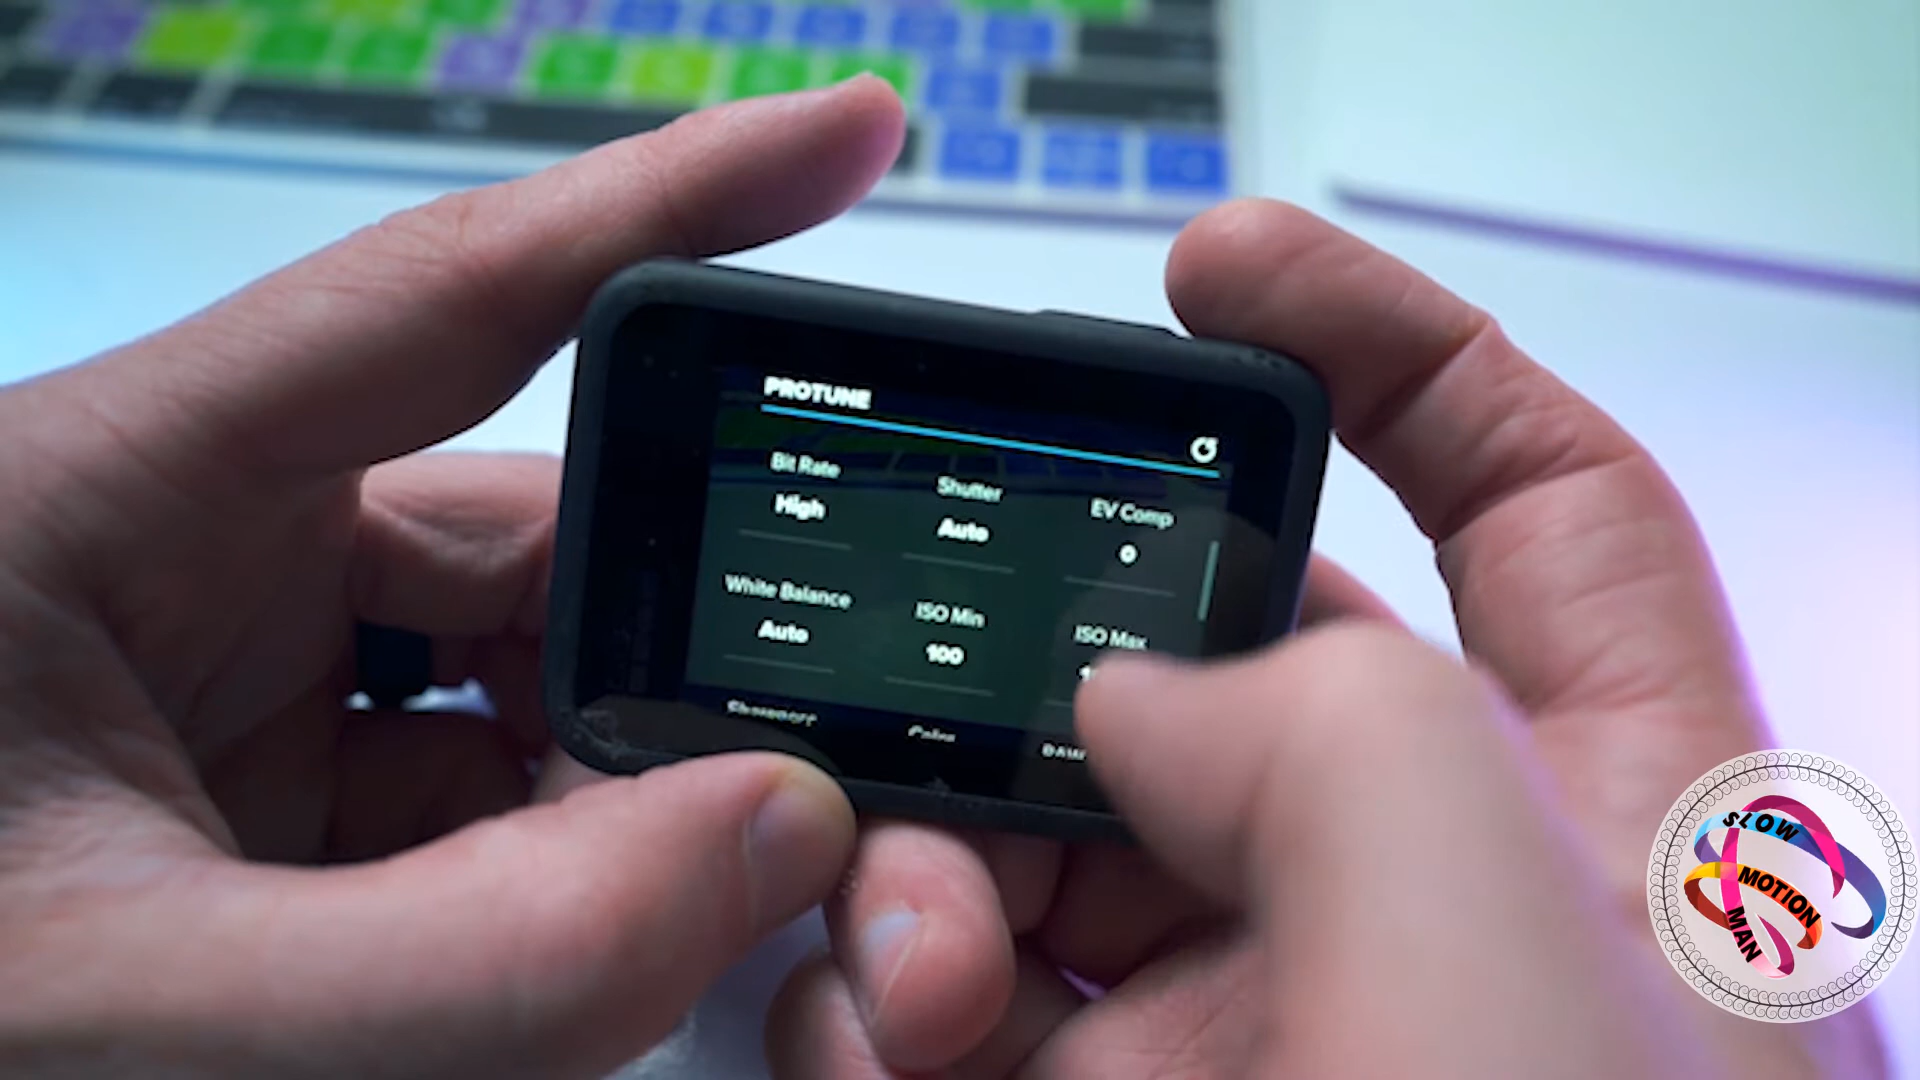 PROTUNE
Bit Rate
Shutter
EV Comp
High
Auto
0
White Balance
ISO Min
ISO Max
Auto
100
SLOW
MOTION
MAN